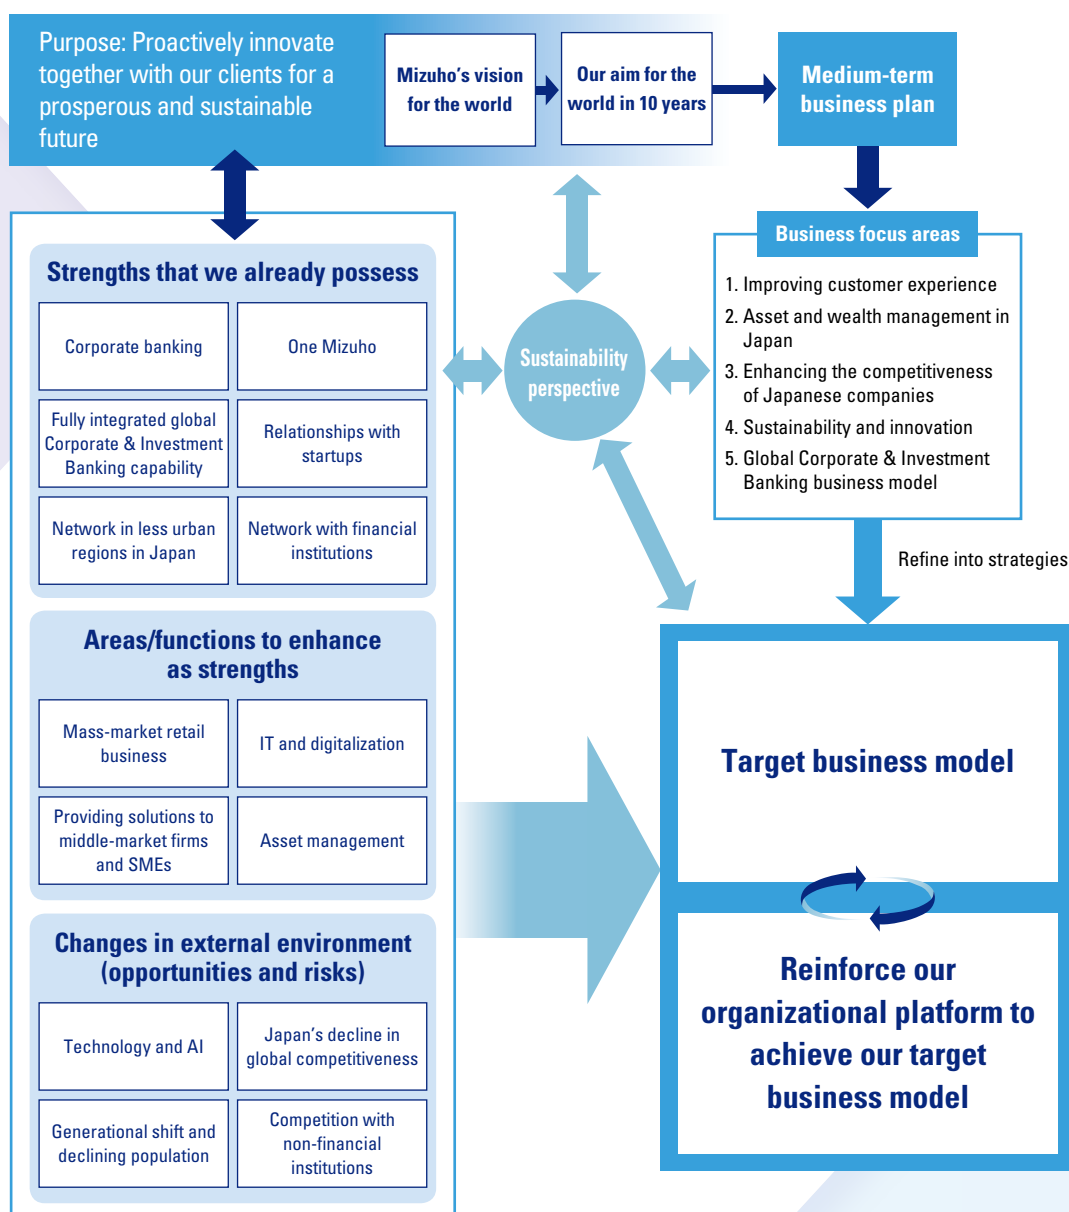 Purpose: Proactively innovate
together with our clients for a
prosperous and sustainable
future
Mizuho's vision
for the world
Our aim for the
world in 10 years
Medium-term
business plan
Strengths that we already possess
Corporate banking
One Mizuho
Fully integrated global
Corporate & Investment
Banking capability
Relationships with
startups
Network in less urban
regions in Japan
Network with financial
institutions
Areas/functions to enhance
as strengths
Mass-market retail
business
IT and digitalization
Providing solutions to
middle-market firms
and SMEs
Asset management
Changes in external environment
(opportunities and risks)
Technology and AI
Japan's decline in
global competitiveness
Generational shift and
declining population
Competition with
non-financial
institutions
Sustainability
perspective
Business focus areas
1. Improving customer experience
2. Asset and wealth management in
Japan
3. Enhancing the competitiveness
of Japanese companies
4. Sustainability and innovation
5. Global Corporate & Investment
Banking business model
Refine into strategies
Target business model
Reinforce our
organizational platform to
achieve our target
business model